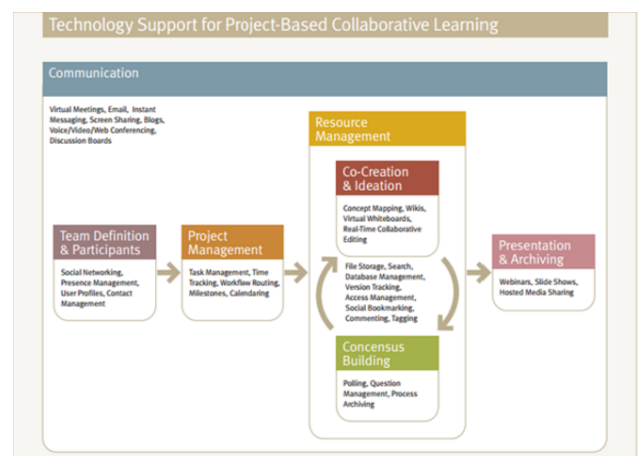 Technology Support for Project-Based Collaborative Learning
Communication
Virtual Meetings, Email, Instant
Messaging, Screen Sharing, Blogs,
Voice/Video/Web Conferencing,
Discussion Boards
Team Definition
& Participants
Social Networking,
Presence Management,
User Profiles, Contact
Management
Project
Management
Task Management, Time
Tracking, Workflow Routing,
Milestones, Calendaring
Resource
Management
Co-Creation
& Ideation
Concept Mapping, Wikis,
Virtual Whiteboards,
Real-Time Collaborative
Editing
File Storage, Search,
Database Management,
Version Tracking,
Access Management,
Social Bookmarking,
Commenting, Tagging
Concensus
Building
Polling, Question
Management, Process
Archiving
Presentation
& Archiving
Webinars, Slide Shows,
Hosted Media Sharing